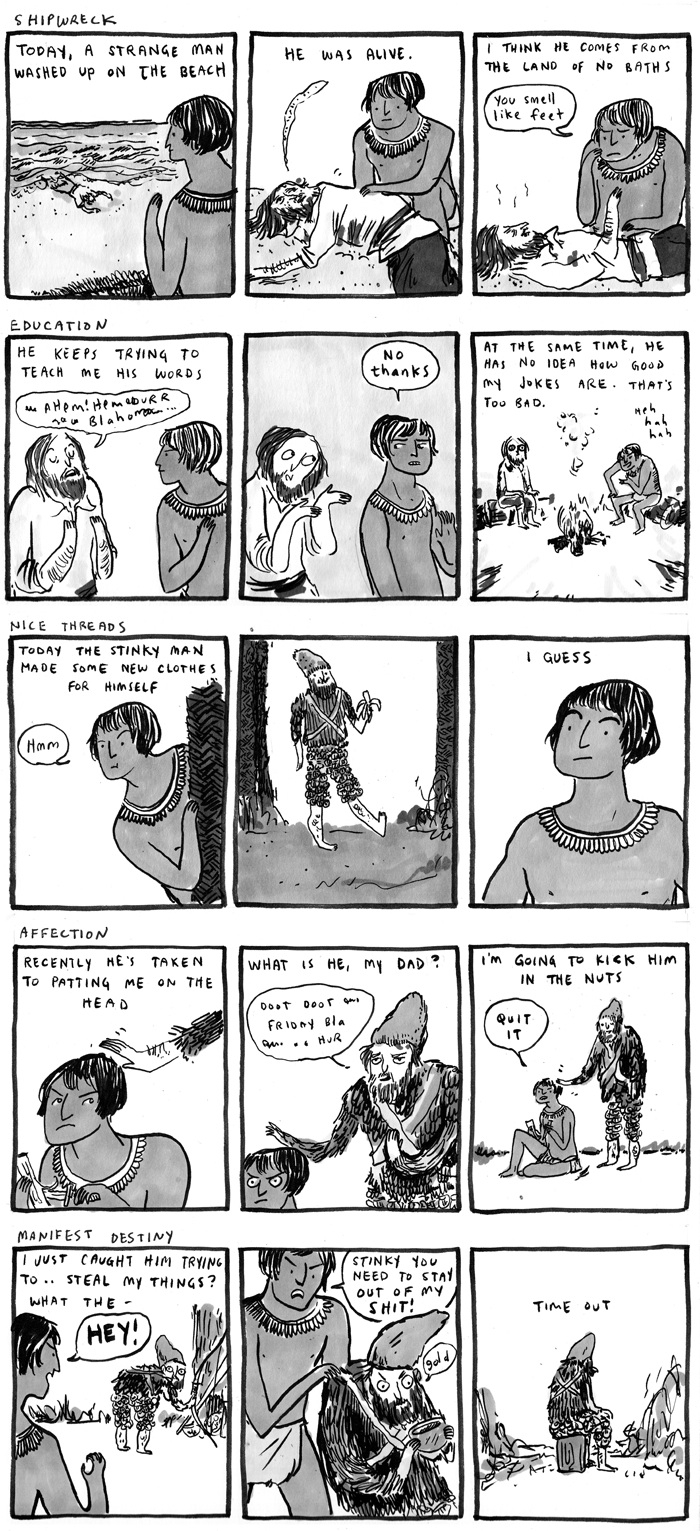 SHIPWRECK
TODAY, A STRANGE MAN
WASHED UP ON THE BEACH
HE WAS ALIVE.
I THINK HE COMES FROM
THE LAND OF NO BATHS
You smell
like feet
EDUCATION
HE KEEPS TRYING TO
TEACH ME HIS WORDS
AHem! Hem
Blah
No
thanks
AT THE SAME TIME, HE
HAS NO IDEA HOW GOOD
MY JOKES ARE. THAT'S
TOO BAD.
Heh
hah
hah
NICE THREADS
TODAY THE STINKY MAN
MADE SOME NEW CLOTHES
FOR HIMSELF
Hmm
I GUESS
AFFECTION
RECENTLY HE'S TAKEN
TO PATTING ME ON THE
HEAD
WHAT IS HE, MY DAD?
DOOT DOOT
FRIDAY Bla
HUR
I'M GOING TO KICK HIM
IN THE NUTS
QUIT
IT
MANIFEST DESTINY
I JUST CAUGHT HIM TRYING
TO.. STEAL MY THINGS?
WHAT THE -
HEY!
STINKY YOU
NEED TO STAY
OUT OF MY
SHIT!
gold
TIME OUT